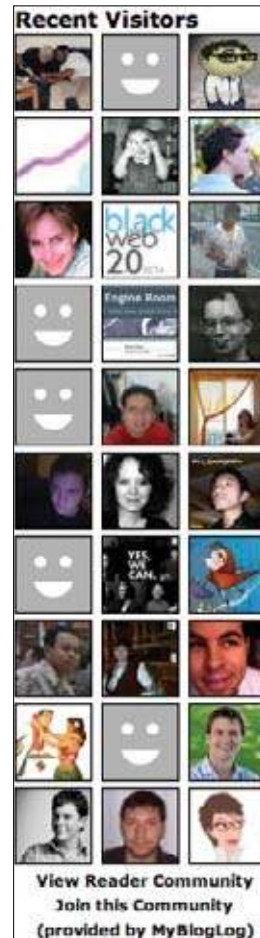 Recent Visitors
black
web
20
Engine Room
YES.
WE
CAN.
View Reader Community
Join this Community
(provided by MyBlogLog)